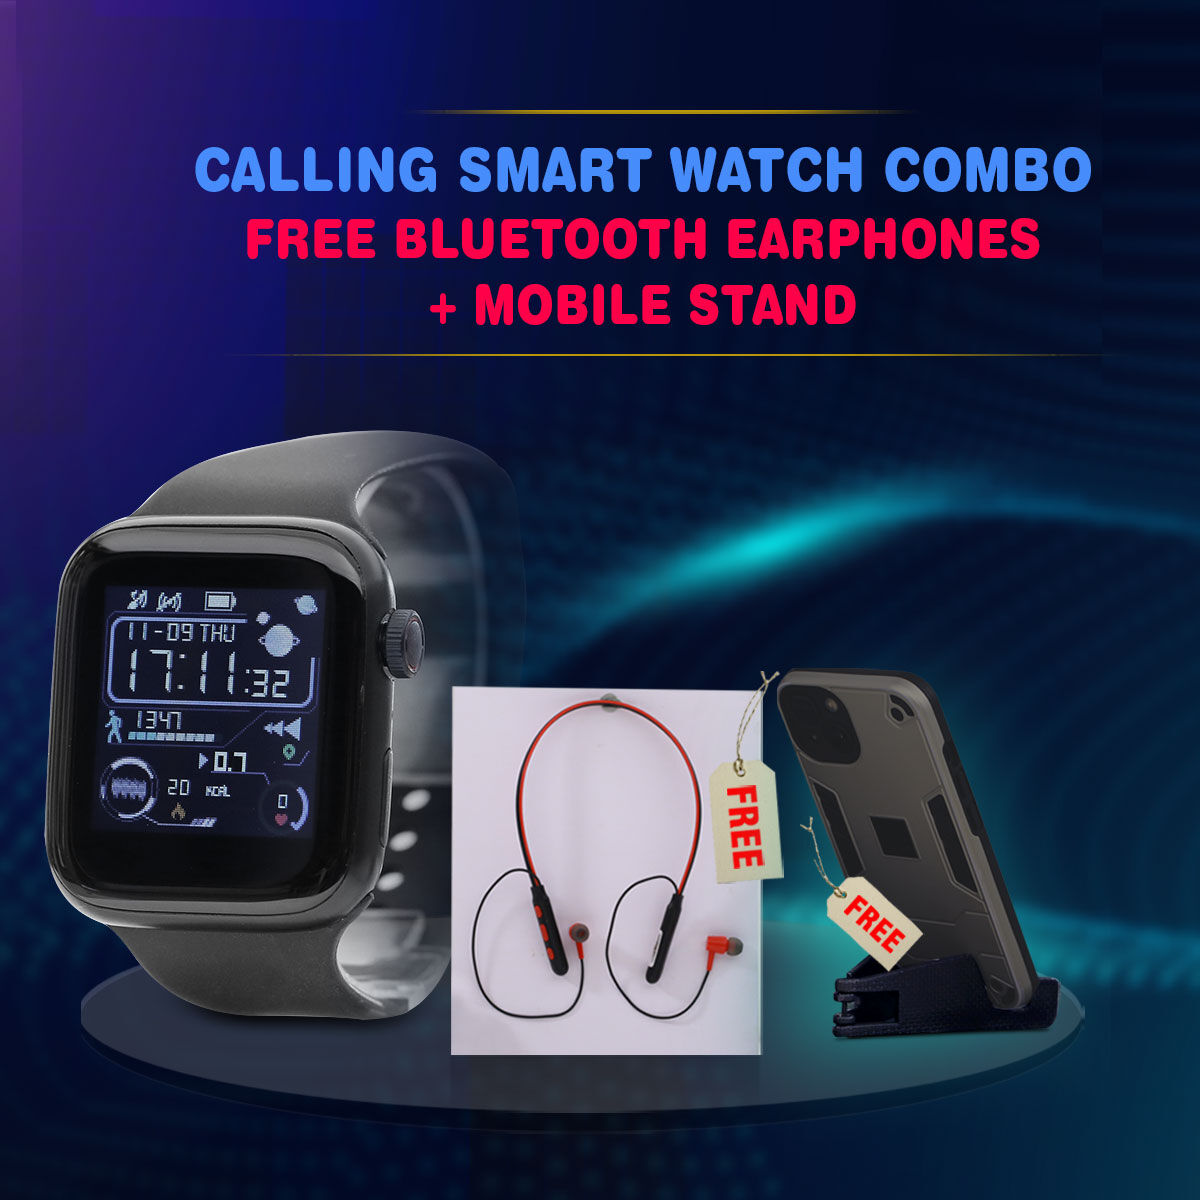 CALLING SMART WATCH COMBO
FREE BLUETOOTH EARPHONES
+ MOBILE STAND
11-09 THU
17:11:32
1347
0.7
20 KCAL
0
FREE
FREE